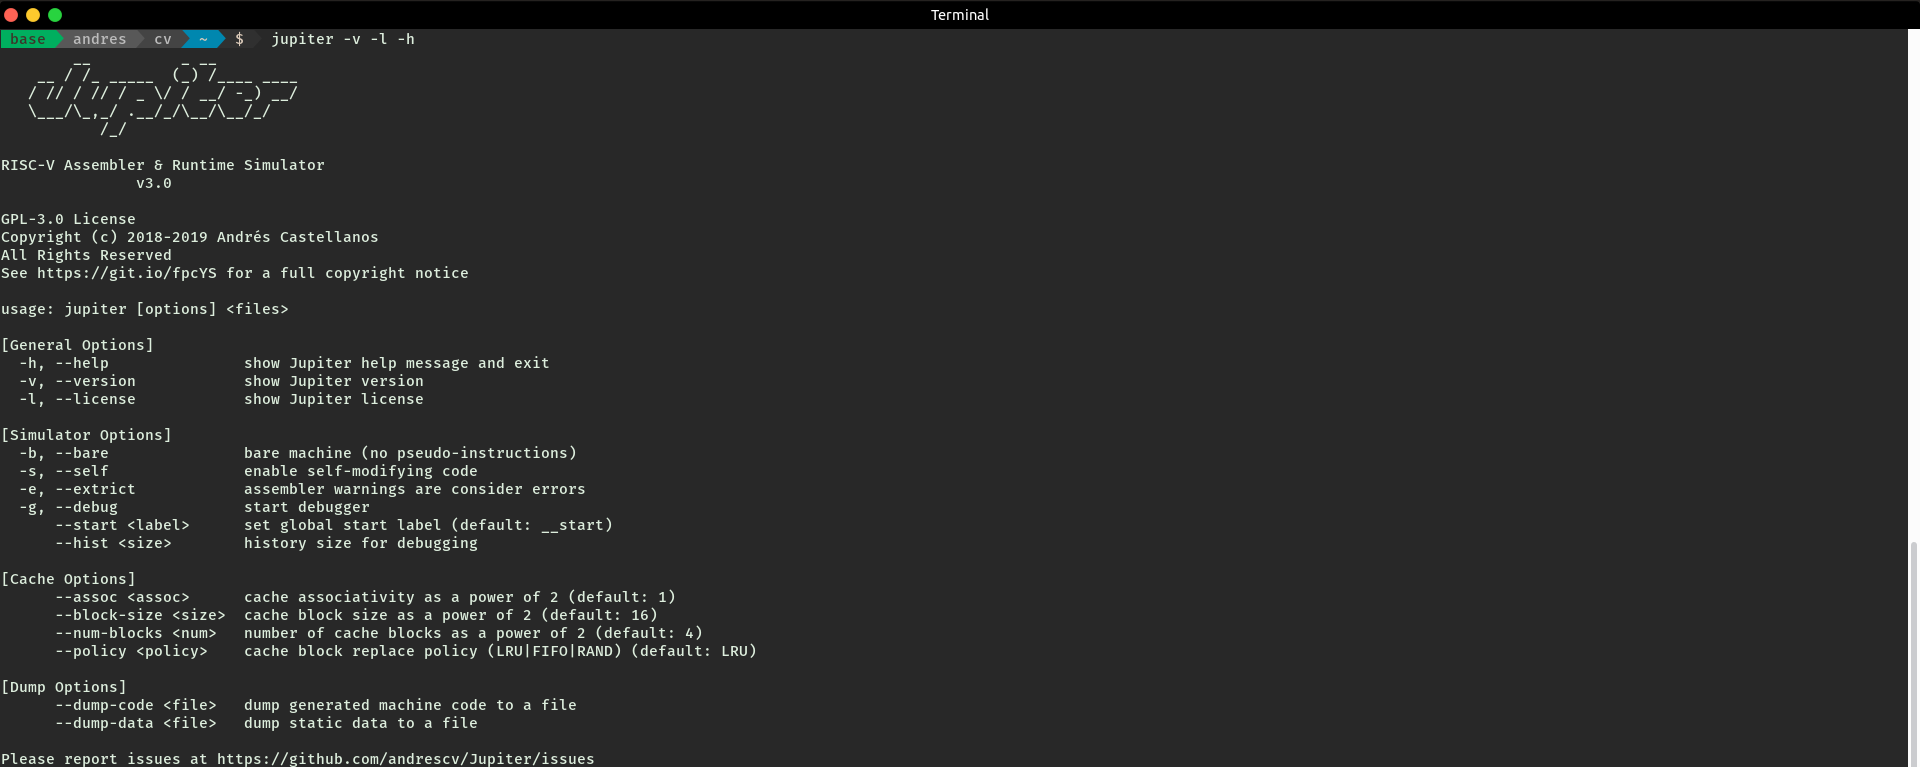 Terminal
base andres cv ~ $ jupiter -v -l -h
        __          _ __
    __ / /_ _____  (_) /____ ____
   / // / // / _ \/ / __/ -_) __/
   \___/\_,_/ .__/_/\__/\__/_/
           /_/
RISC-V Assembler & Runtime Simulator
v3.0
GPL-3.0 License
Copyright (c) 2018-2019 Andrés Castellanos
All Rights Reserved
See https://git.io/fpcYS for a full copyright notice
usage: jupiter [options] <files>
[General Options]
  -h, --help               show Jupiter help message and exit
  -v, --version            show Jupiter version
  -l, --license            show Jupiter license
[Simulator Options]
  -b, --bare               bare machine (no pseudo-instructions)
  -s, --self               enable self-modifying code
  -e, --extrict            assembler warnings are consider errors
  -g, --debug              start debugger
      --start <label>      set global start label (default: __start)
      --hist <size>        history size for debugging
[Cache Options]
      --assoc <assoc>      cache associativity as a power of 2 (default: 1)
      --block-size <size>  cache block size as a power of 2 (default: 16)
      --num-blocks <num>   number of cache blocks as a power of 2 (default: 4)
      --policy <policy>    cache block replace policy (LRU|FIFO|RAND) (default: LRU)
[Dump Options]
      --dump-code <file>   dump generated machine code to a file
      --dump-data <file>   dump static data to a file
Please report issues at https://github.com/andrescv/Jupiter/issues